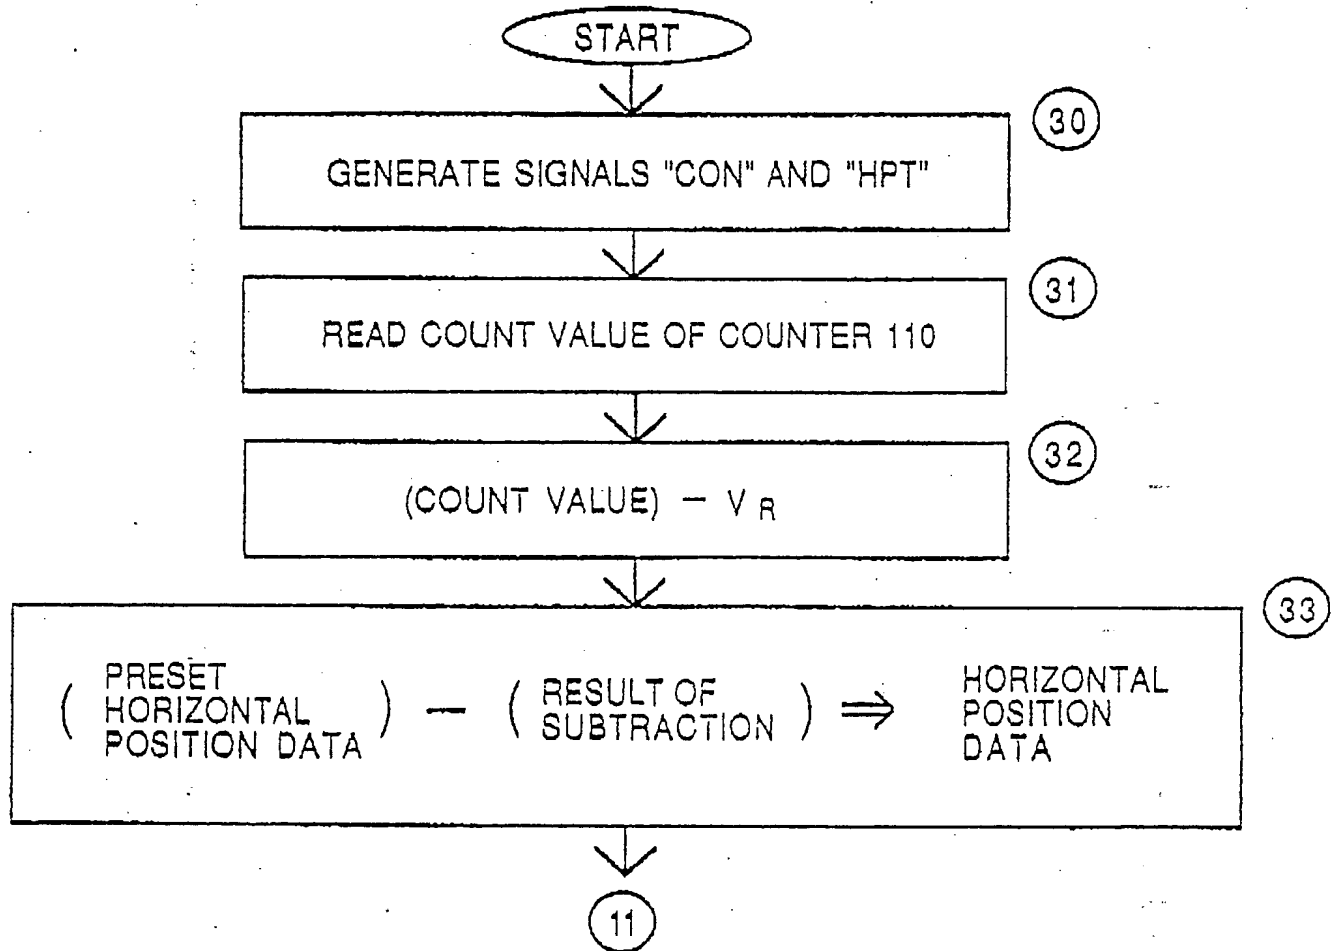 START
30
GENERATE SIGNALS "CON" AND "HPT"
31
READ COUNT VALUE OF COUNTER 110
32
(COUNT VALUE) — V R
33
( PRESET HORIZONTAL POSITION DATA ) — ( RESULT OF SUBTRACTION ) ⇒ HORIZONTAL POSITION DATA
11